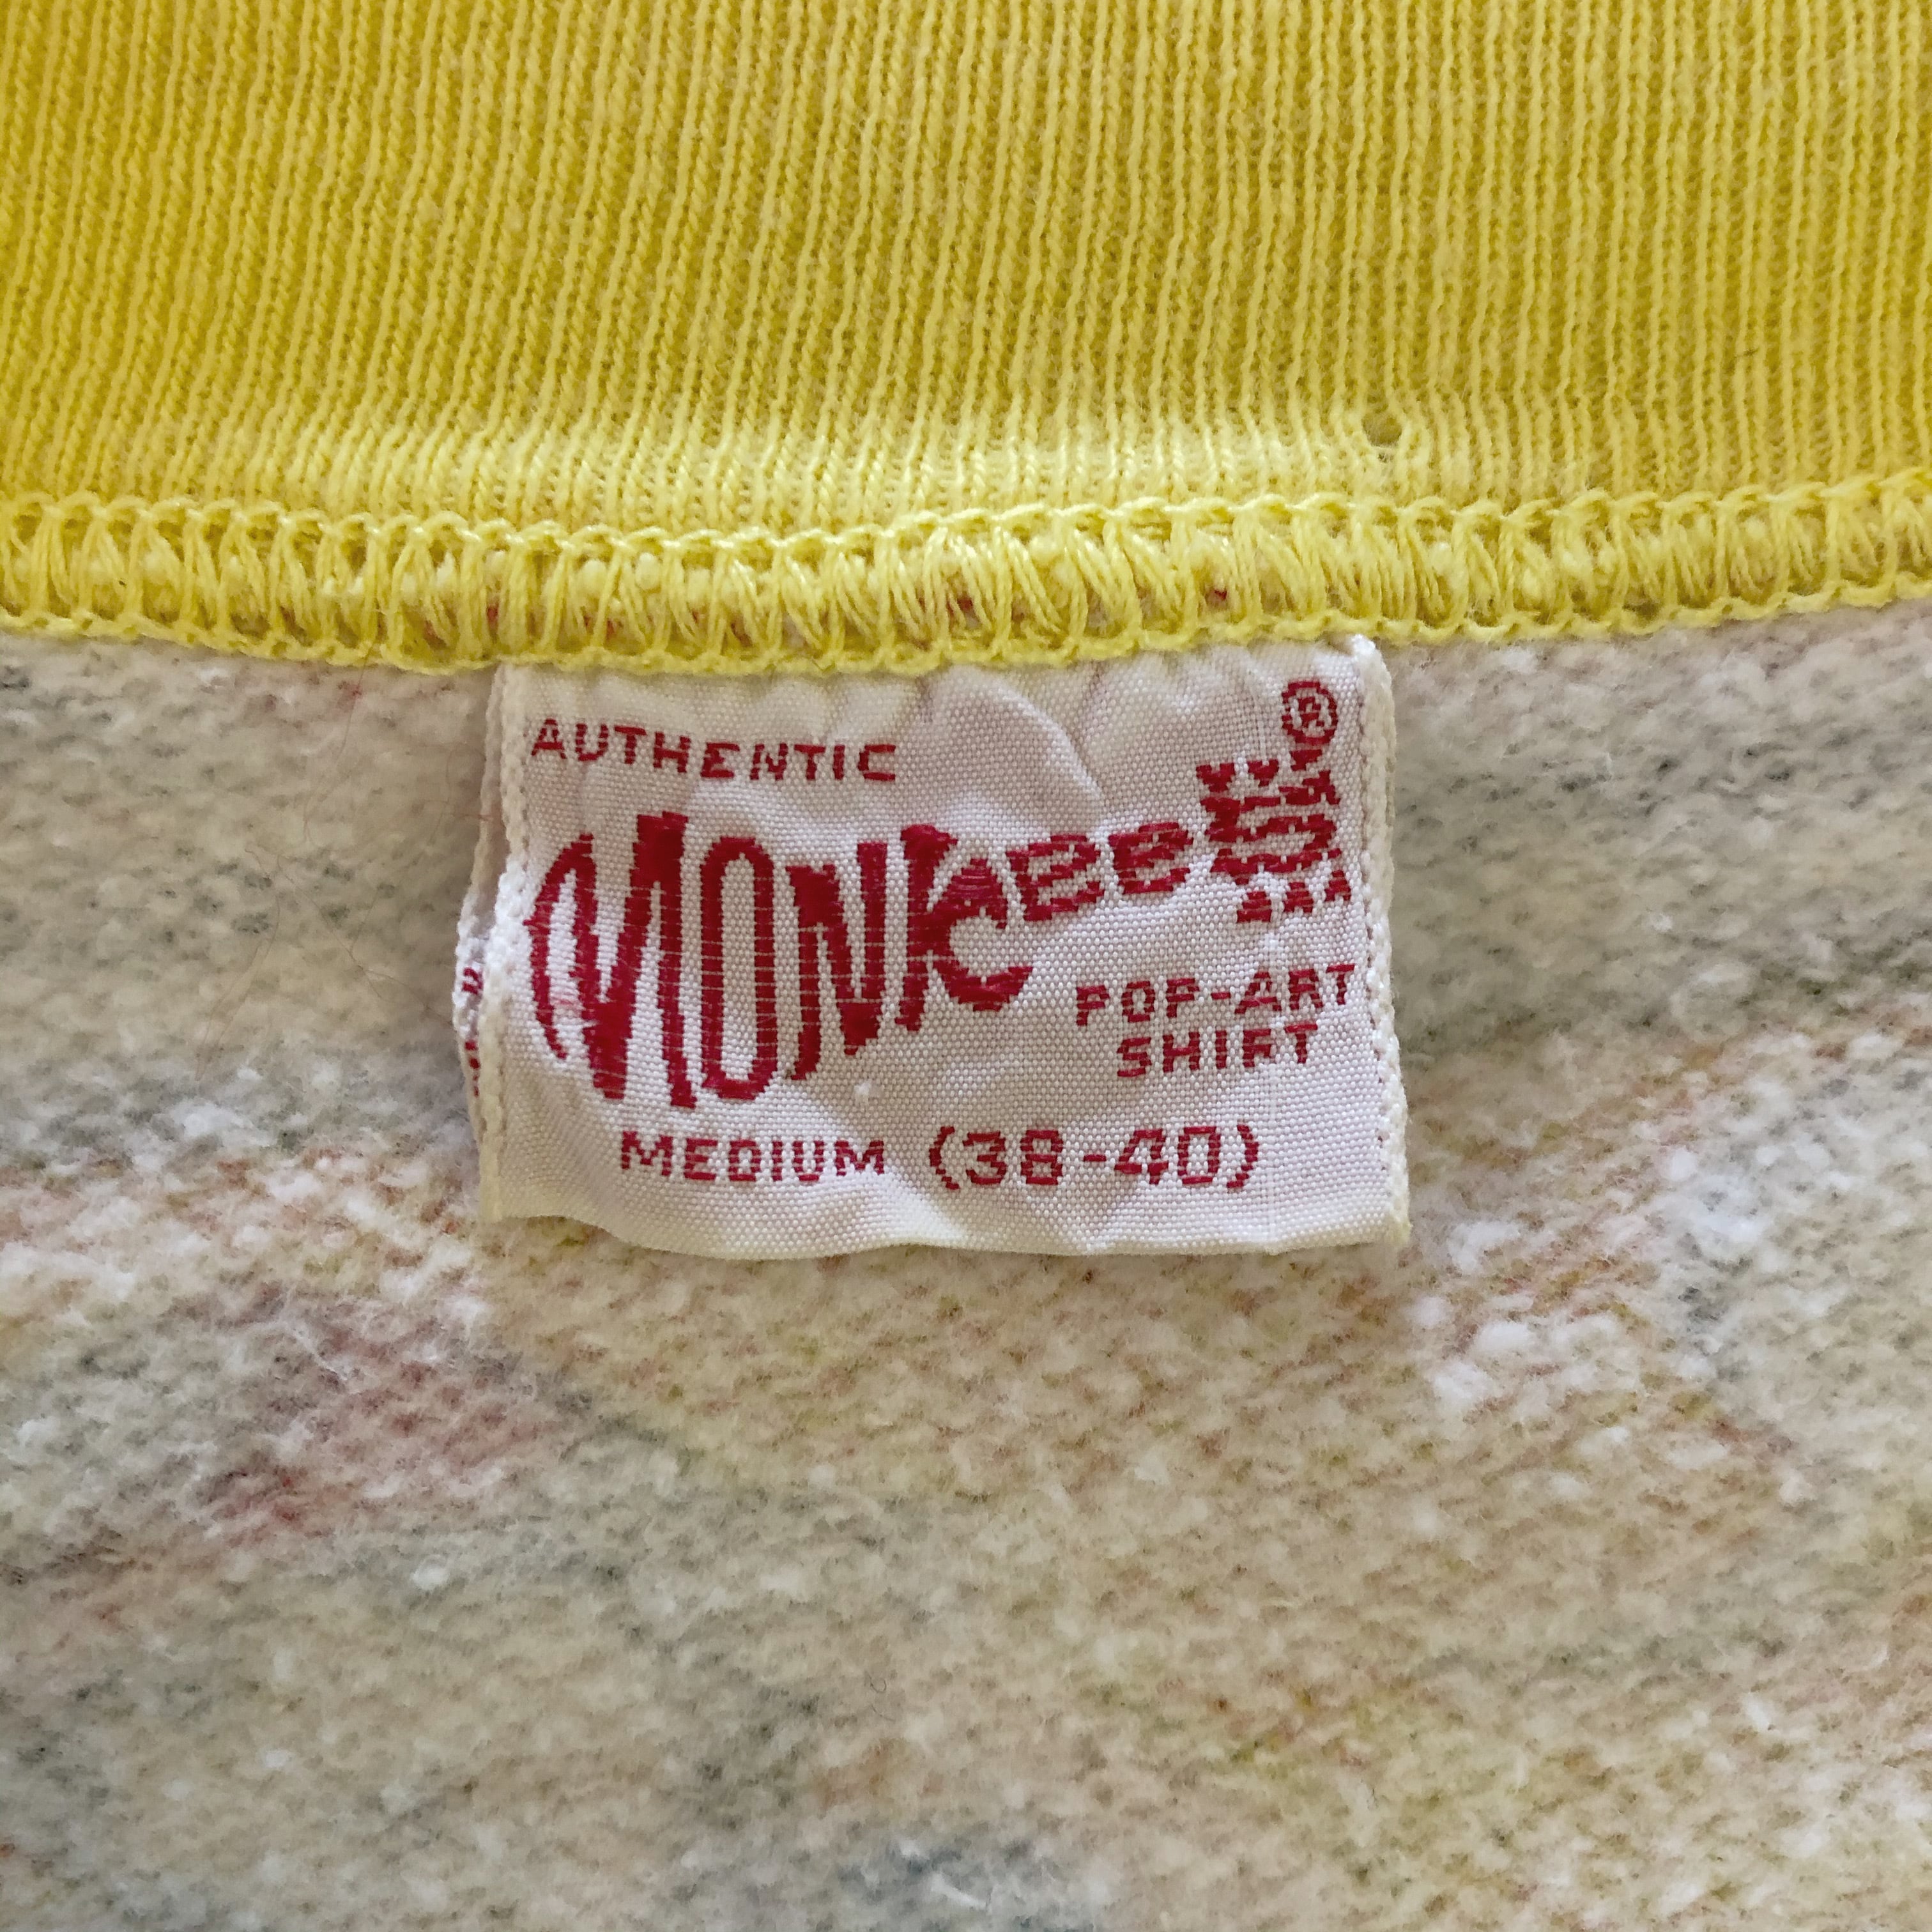 AUTHENTIC
MONKEES ®
POP-ART
SHIRT
MEDIUM (38-40)